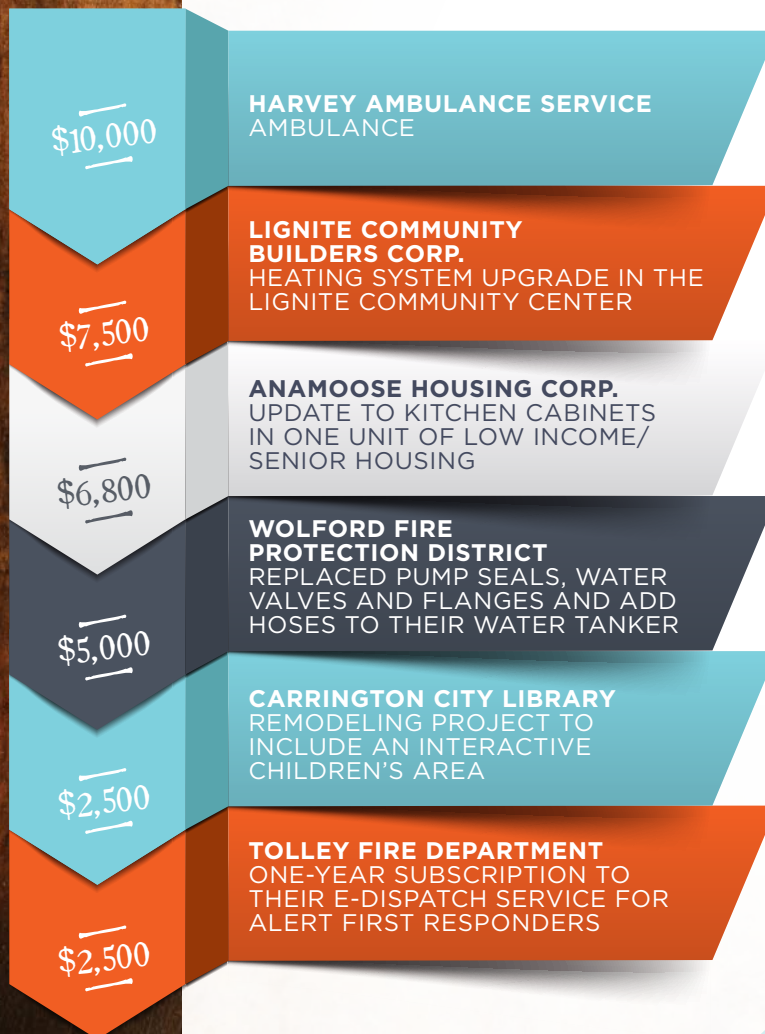 $10,000
HARVEY AMBULANCE SERVICE
AMBULANCE
$7,500
LIGNITE COMMUNITY
BUILDERS CORP.
HEATING SYSTEM UPGRADE IN THE
LIGNITE COMMUNITY CENTER
$6,800
ANAMOOSE HOUSING CORP.
UPDATE TO KITCHEN CABINETS
IN ONE UNIT OF LOW INCOME/
SENIOR HOUSING
$5,000
WOLFORD FIRE
PROTECTION DISTRICT
REPLACED PUMP SEALS, WATER
VALVES AND FLANGES AND ADD
HOSES TO THEIR WATER TANKER
$2,500
CARRINGTON CITY LIBRARY
REMODELING PROJECT TO
INCLUDE AN INTERACTIVE
CHILDREN'S AREA
$2,500
TOLLEY FIRE DEPARTMENT
ONE-YEAR SUBSCRIPTION TO
THEIR E-DISPATCH SERVICE FOR
ALERT FIRST RESPONDERS